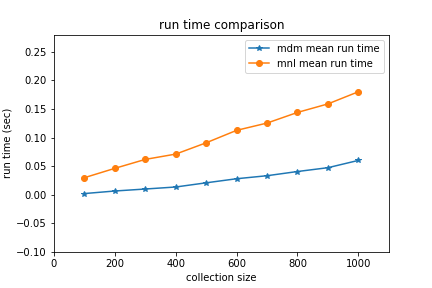 run time comparison
mdm mean run time
mnl mean run time
run time (sec)
0.25
0.20
0.15
0.10
0.05
0.00
−0.05
−0.10
0
200
400
600
800
1000
collection size